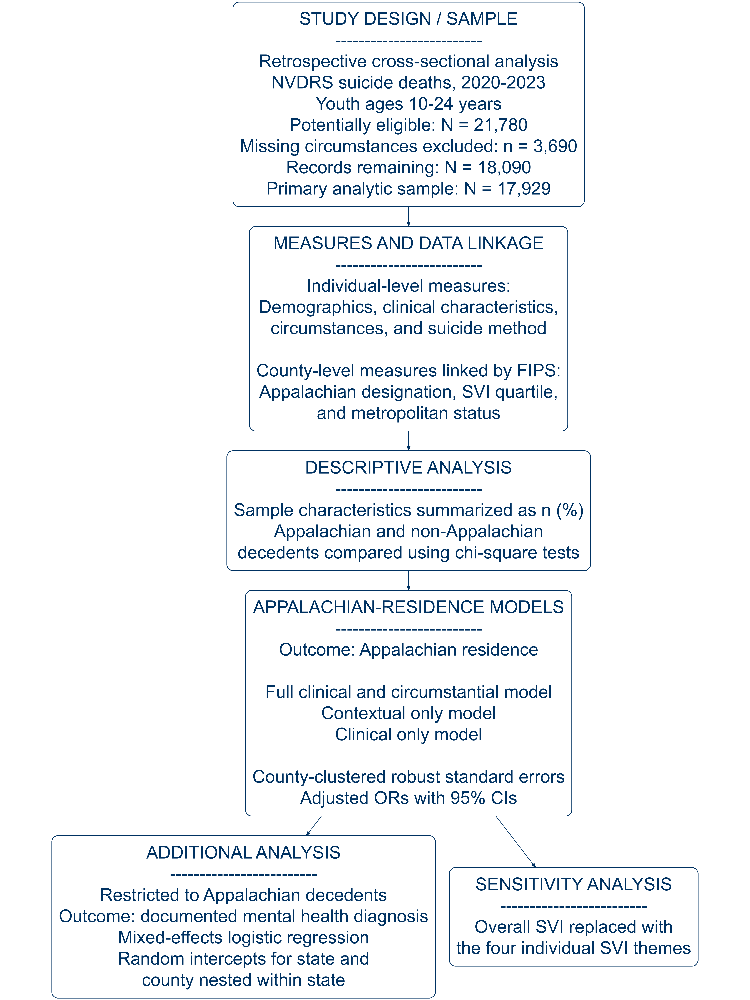 STUDY DESIGN / SAMPLE
-------------------------
Retrospective cross-sectional analysis
NVDRS suicide deaths, 2020-2023
Youth ages 10-24 years
Potentially eligible: N = 21,780
Missing circumstances excluded: n = 3,690
Records remaining: N = 18,090
Primary analytic sample: N = 17,929
MEASURES AND DATA LINKAGE
-------------------------
Individual-level measures:
Demographics, clinical characteristics,
circumstances, and suicide method
County-level measures linked by FIPS:
Appalachian designation, SVI quartile,
and metropolitan status
DESCRIPTIVE ANALYSIS
-------------------------
Sample characteristics summarized as n (%)
Appalachian and non-Appalachian
decedents compared using chi-square tests
APPALACHIAN-RESIDENCE MODELS
-------------------------
Outcome: Appalachian residence
Full clinical and circumstantial model
Contextual only model
Clinical only model
County-clustered robust standard errors
Adjusted ORs with 95% CIs
ADDITIONAL ANALYSIS
-------------------------
Restricted to Appalachian decedents
Outcome: documented mental health diagnosis
Mixed-effects logistic regression
Random intercepts for state and
county nested within state
SENSITIVITY ANALYSIS
-------------------------
Overall SVI replaced with
the four individual SVI themes